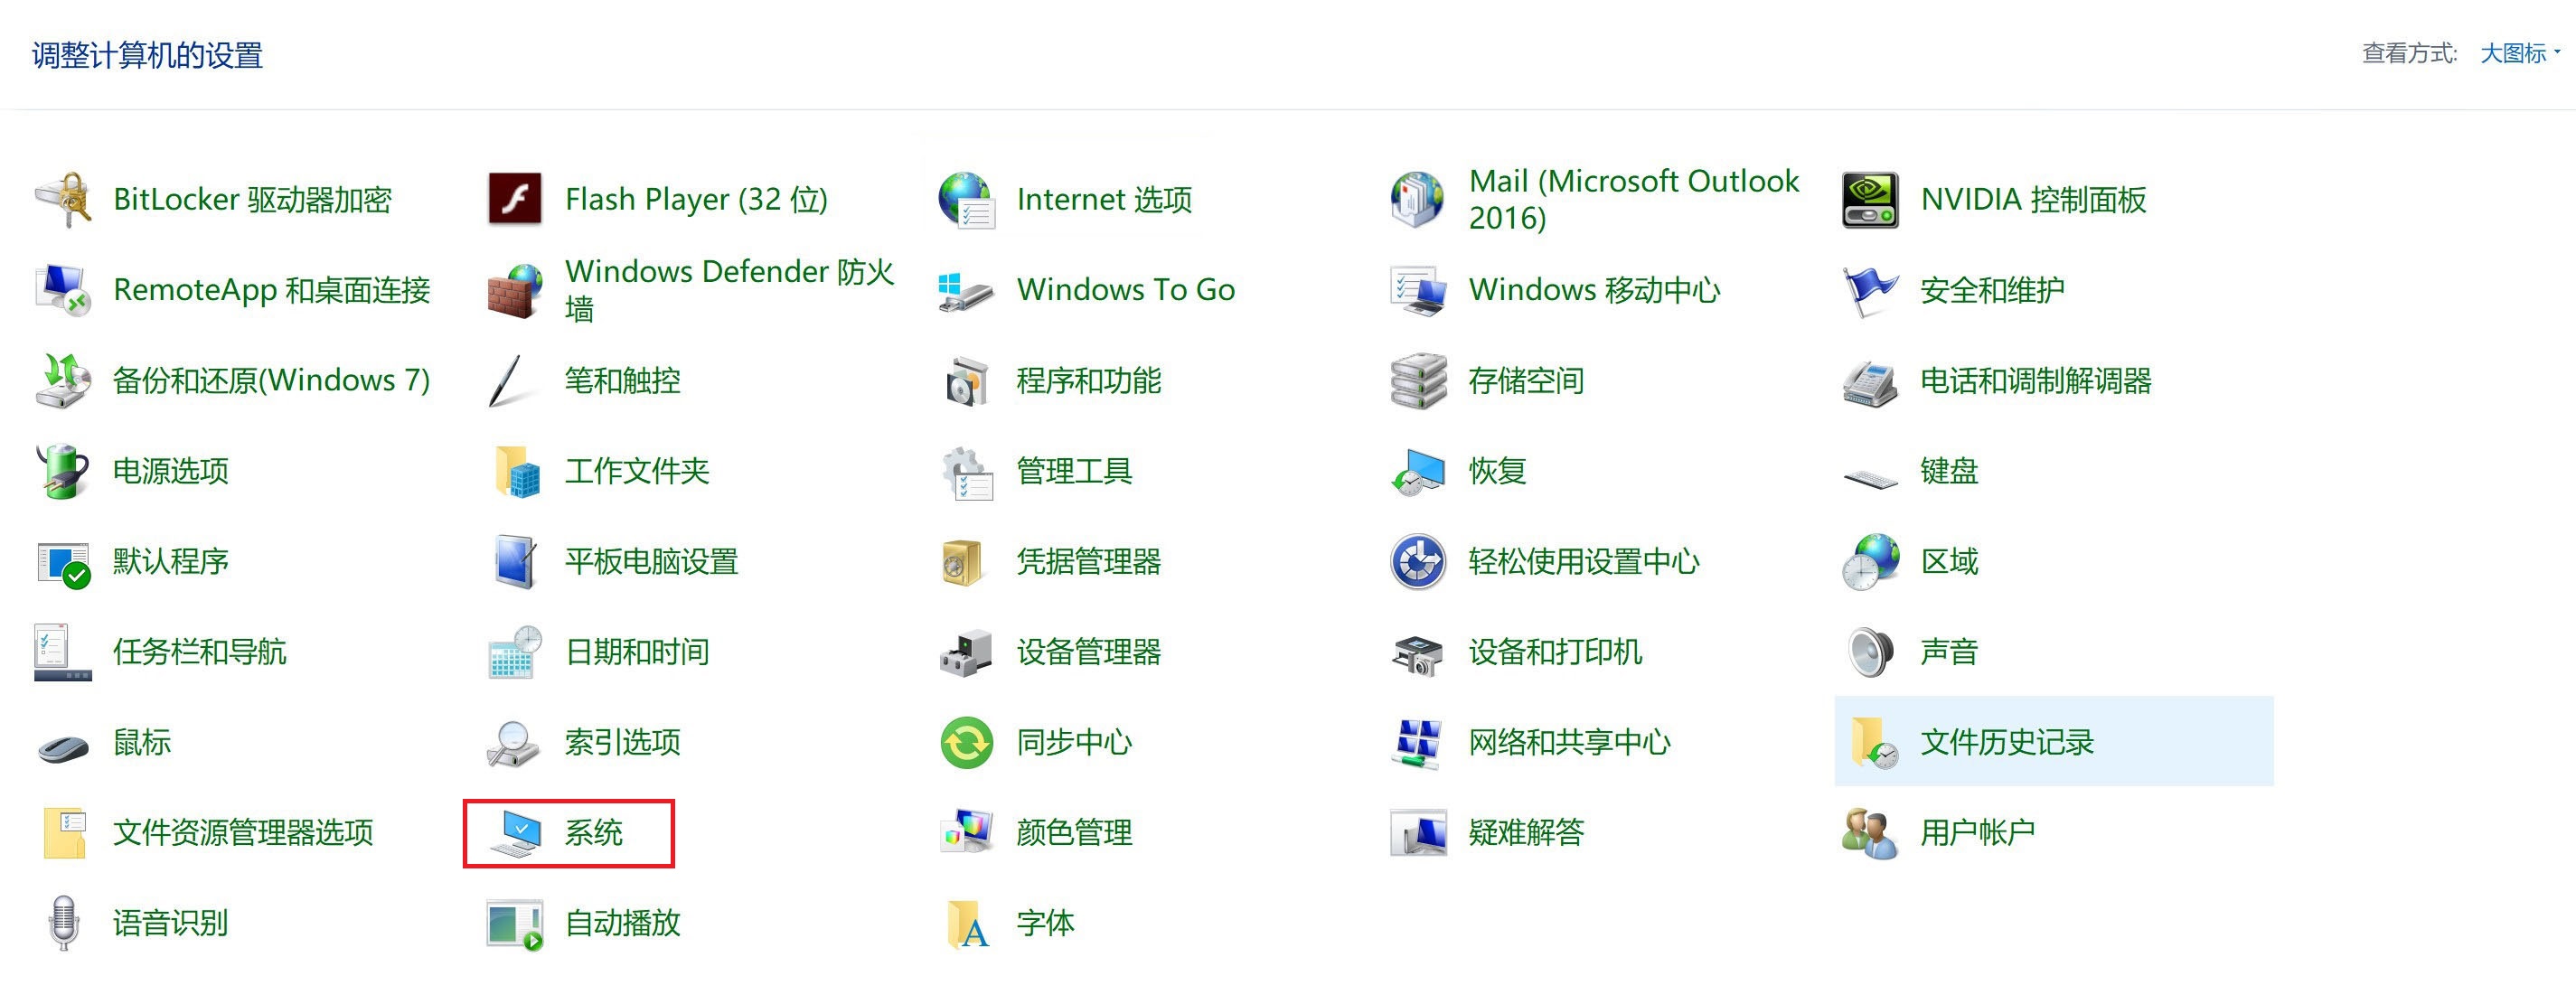 调整计算机的设置
查看方式: 大图标
BitLocker 驱动器加密
Flash Player (32 位)
Internet 选项
Mail (Microsoft Outlook
2016)
NVIDIA 控制面板
RemoteApp 和桌面连接
Windows Defender 防火
墙
Windows To Go
Windows 移动中心
安全和维护
备份和还原(Windows 7)
笔和触控
程序和功能
存储空间
电话和调制解调器
电源选项
工作文件夹
管理工具
恢复
键盘
默认程序
平板电脑设置
凭据管理器
轻松使用设置中心
区域
任务栏和导航
日期和时间
设备管理器
设备和打印机
声音
鼠标
索引选项
同步中心
网络和共享中心
文件历史记录
文件资源管理器选项
系统
颜色管理
疑难解答
用户帐户
语音识别
自动播放
字体